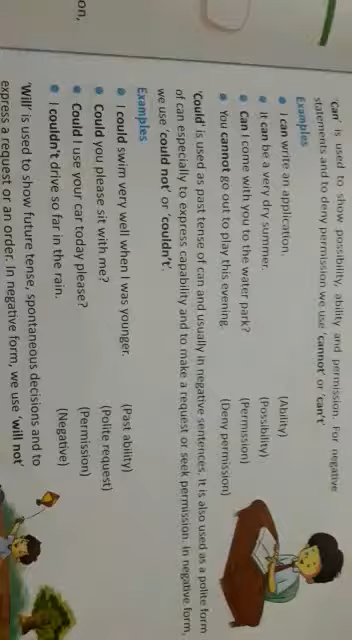 on,
'Can' is used to show possibility, ability and permission. For negative
statements and to deny permission we use 'cannot' or 'can't'
Examples
• I can write an application. (Ability)
• It can be a very dry summer. (Possibility)
• Can I come with you to the water park? (Permission)
• You cannot go out to play this evening. (Deny permission)
'Could' is used as past tense of can and usually in negative sentences. It is also used as a polite form
of can especially to express capability and to make a request or seek permission. In negative form,
we use 'could not' or 'couldn't'.
Examples
• I could swim very well when I was younger. (Past ability)
• Could you please sit with me? (Polite request)
• Could I use your car today please? (Permission)
• I couldn't drive so far in the rain. (Negative)
'Will' is used to show future tense, spontaneous decisions and to
express a request or an order. In negative form, we use 'will not'